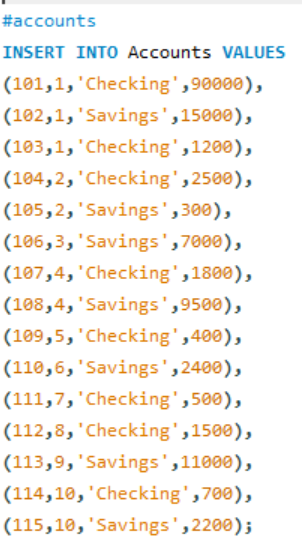 #accounts
INSERT INTO Accounts VALUES
(101,1,'Checking',90000),
(102,1,'Savings',15000),
(103,1,'Checking',1200),
(104,2,'Checking',2500),
(105,2,'Savings',300),
(106,3,'Savings',7000),
(107,4,'Checking',1800),
(108,4,'Savings',9500),
(109,5,'Checking',400),
(110,6,'Savings',2400),
(111,7,'Checking',500),
(112,8,'Checking',1500),
(113,9,'Savings',11000),
(114,10,'Checking',700),
(115,10,'Savings',2200);